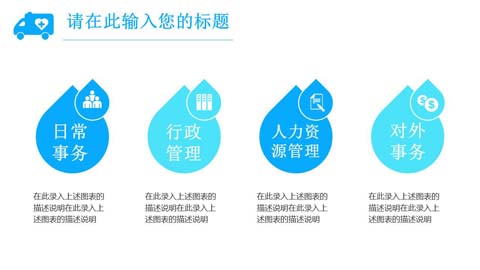 请在此输入您的标题
日常
事务
行政
管理
人力资
源管理
对外
事务
在此录入上述图表的
描述说明在此录入上
述图表的描述说明
在此录入上述图表的
描述说明在此录入上
述图表的描述说明
在此录入上述图表的
描述说明在此录入上
述图表的描述说明
在此录入上述图表的
描述说明在此录入上
述图表的描述说明